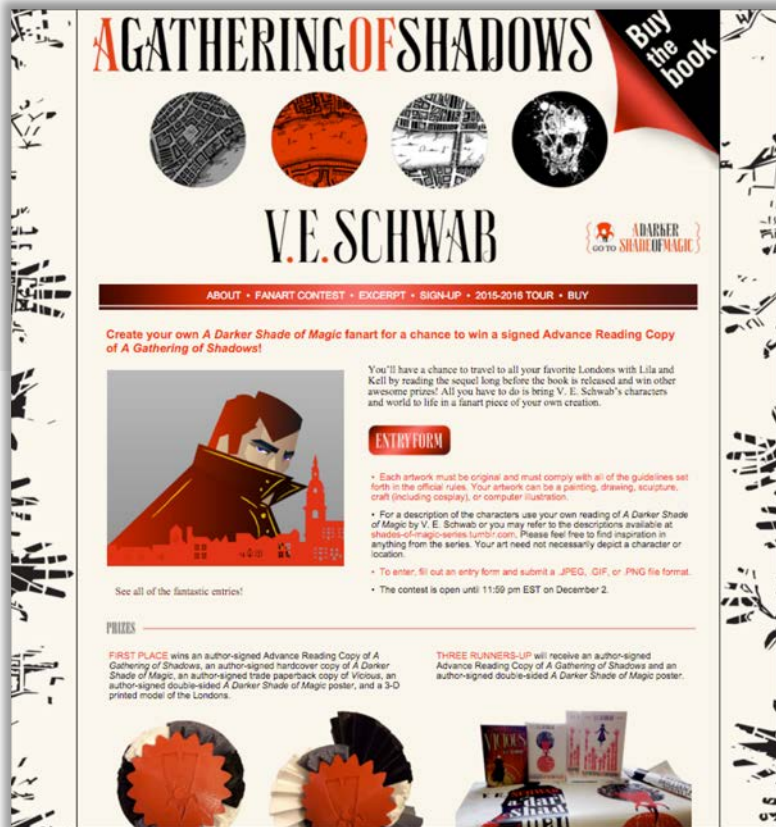 A GATHERING OF SHADOWS
Buy
the
book
V.E. SCHWAB
GO TO
A DARKER
SHADE OF MAGIC
ABOUT • FANART CONTEST • EXCERPT • SIGN-UP • 2015-2016 TOUR • BUY
Create your own A Darker Shade of Magic fanart for a chance to win a signed Advance Reading Copy
of A Gathering of Shadows!
You'll have a chance to travel to all your favorite Londons with Lila and
Kell by reading the sequel long before the book is released and win other
awesome prizes! All you have to do is bring V. E. Schwab's characters
and world to life in a fanart piece of your own creation.
ENTRY FORM
• Each artwork must be original and must comply with all of the guidelines set
forth in the official rules. Your artwork can be a painting, drawing, sculpture,
craft (including cosplay), or computer illustration.
• For a description of the characters use your own reading of A Darker Shade
of Magic by V. E. Schwab or you may refer to the descriptions available at
shades-of-magic-series.tumblr.com. Please feel free to find inspiration in
anything from the series. Your art need not necessarily depict a character or
location.
• To enter, fill out an entry form and submit a .JPEG, .GIF, or .PNG file format.
• The contest is open until 11:59 pm EST on December 2.
See all of the fantastic entries!
PRIZES
FIRST PLACE wins an author-signed Advance Reading Copy of A
Gathering of Shadows, an author-signed hardcover copy of A Darker
Shade of Magic, an author-signed trade paperback copy of Vicious, an
author-signed double-sided A Darker Shade of Magic poster, and a 3-D
printed model of the Londons.
THREE RUNNERS-UP will receive an author-signed
Advance Reading Copy of A Gathering of Shadows and an
author-signed double-sided A Darker Shade of Magic poster.
VICIOUS
V. E. SCHWAB
a dar
shad